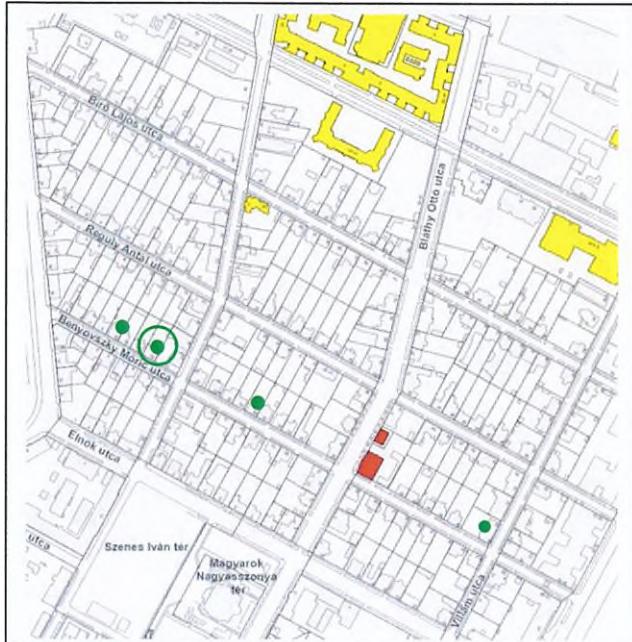 Bíró Lajos utca
Bláthy Ottó utca
Reguly Antal utca
Benyovszky Móric utca
Elnök utca
utca
Szenes Iván tér
Magyarok
Nagyasszonya
tér
Villám utca